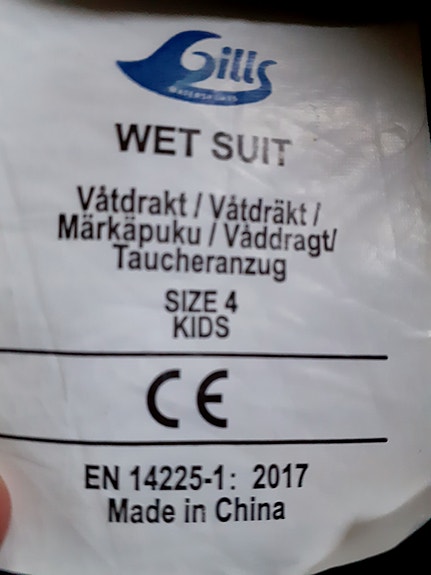 Gills
WATERSPORTS
WET SUIT
Våtdrakt / Våtdräkt /
Märkäpuku / Våddragt/
Taucheranzug
SIZE 4
KIDS
CE
EN 14225-1: 2017
Made in China